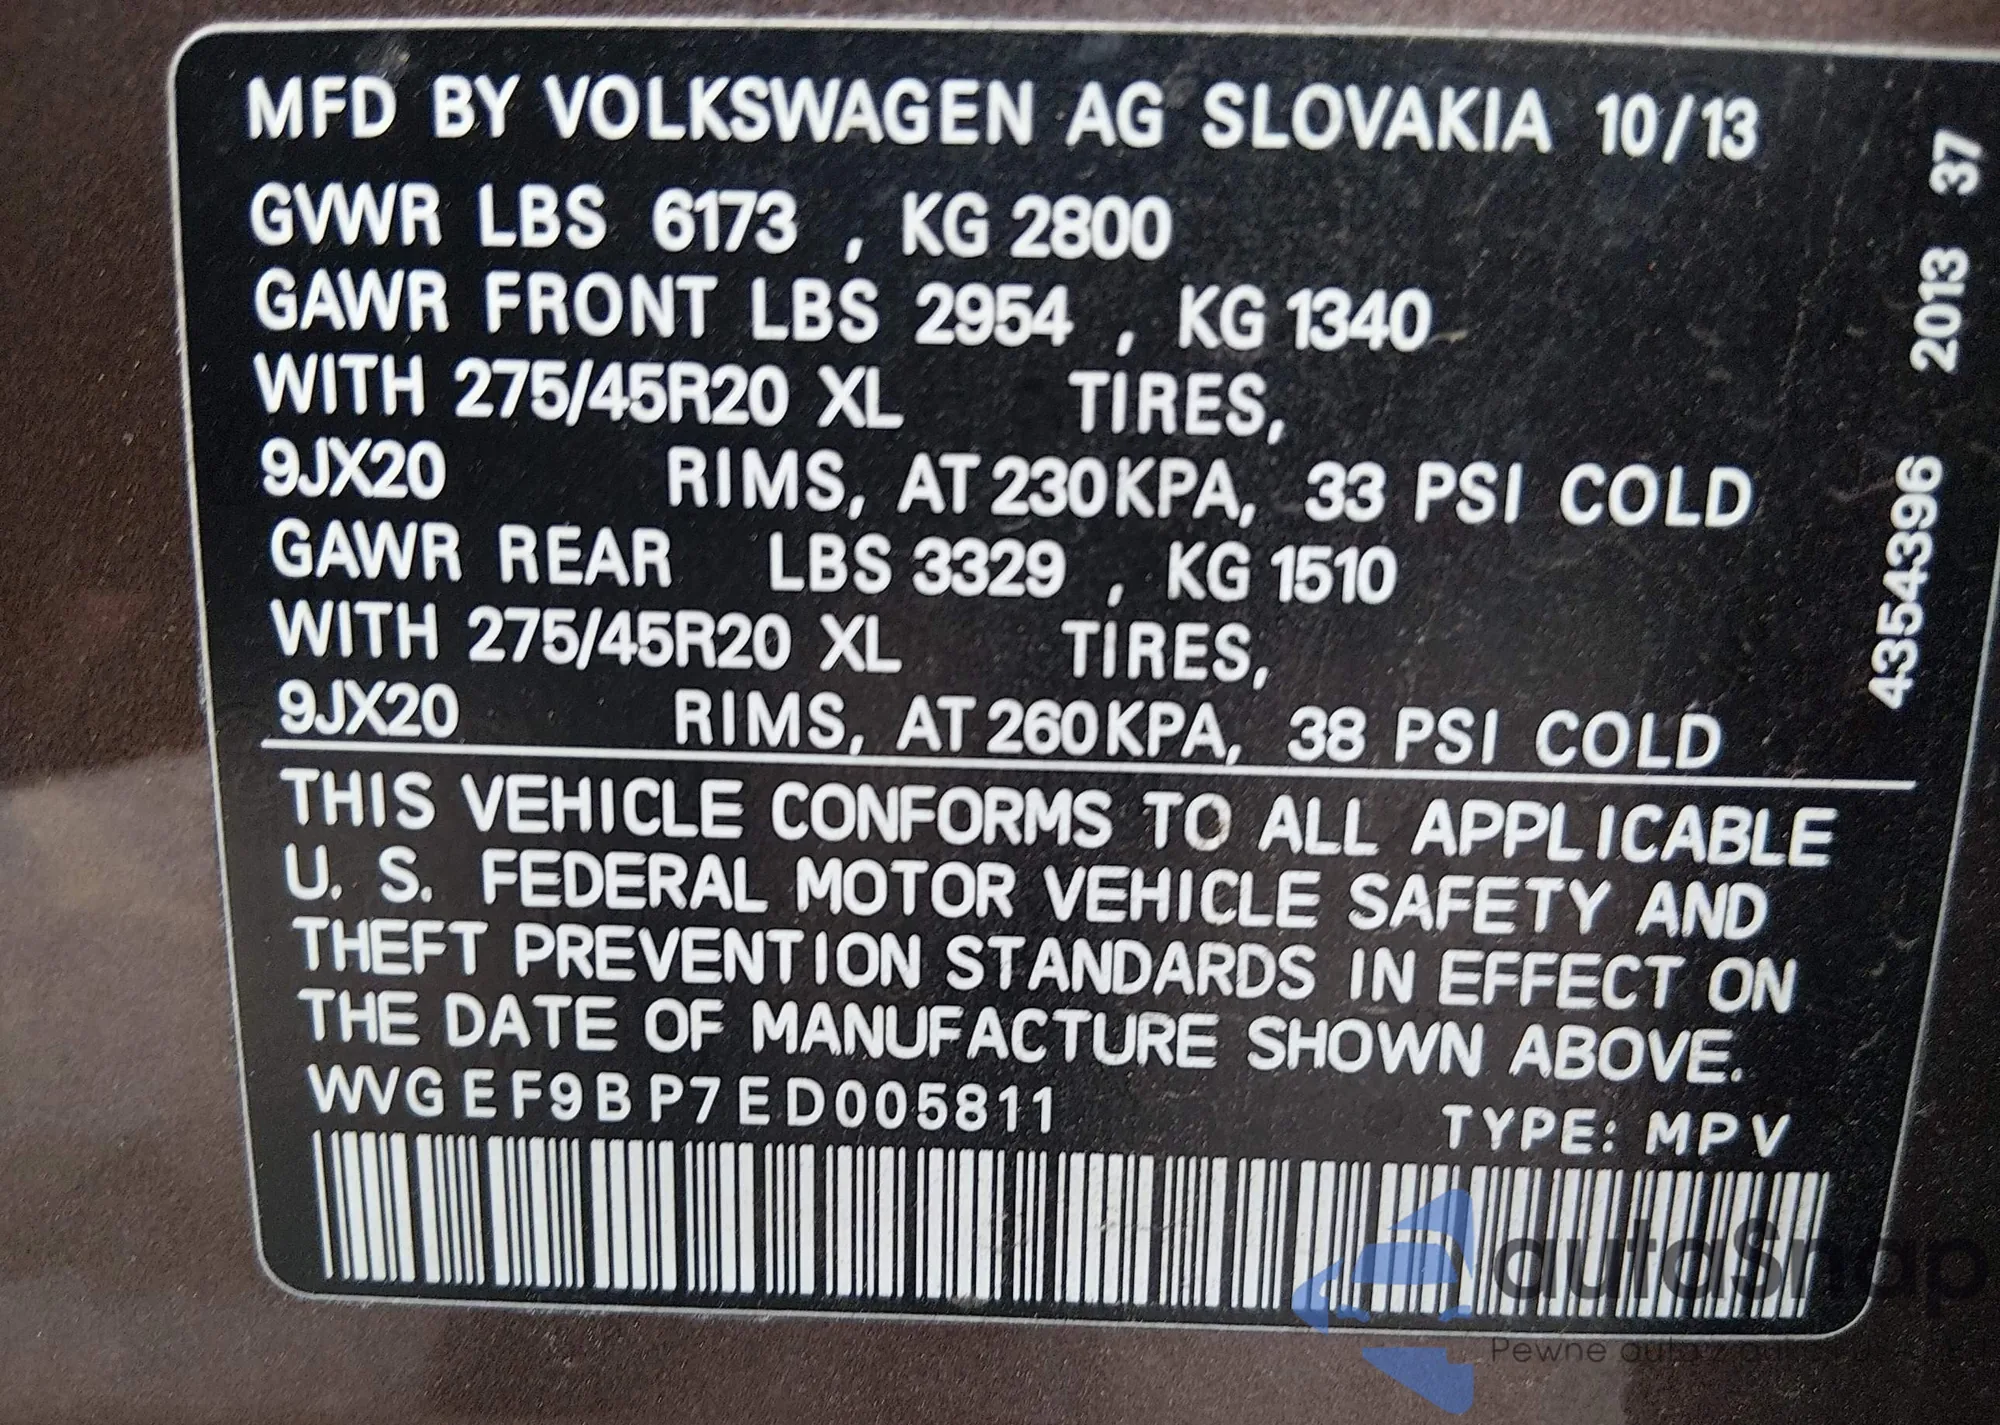 MFD BY VOLKSWAGEN AG SLOVAKIA 10/13
GVWR LBS 6173 , KG 2800
GAWR FRONT LBS 2954 , KG 1340
WITH 275/45R20 XL TIRES,
9JX20 RIMS, AT 230KPA, 33 PSI COLD
GAWR REAR LBS 3329 , KG 1510
WITH 275/45R20 XL TIRES,
9JX20 RIMS, AT 260KPA, 38 PSI COLD
THIS VEHICLE CONFORMS TO ALL APPLICABLE
U. S. FEDERAL MOTOR VEHICLE SAFETY AND
THEFT PREVENTION STANDARDS IN EFFECT ON
THE DATE OF MANUFACTURE SHOWN ABOVE.
WVGEF9BP7ED005811 TYPE: MPV
4354396 2013 37
autaSnap
Pewne auta z